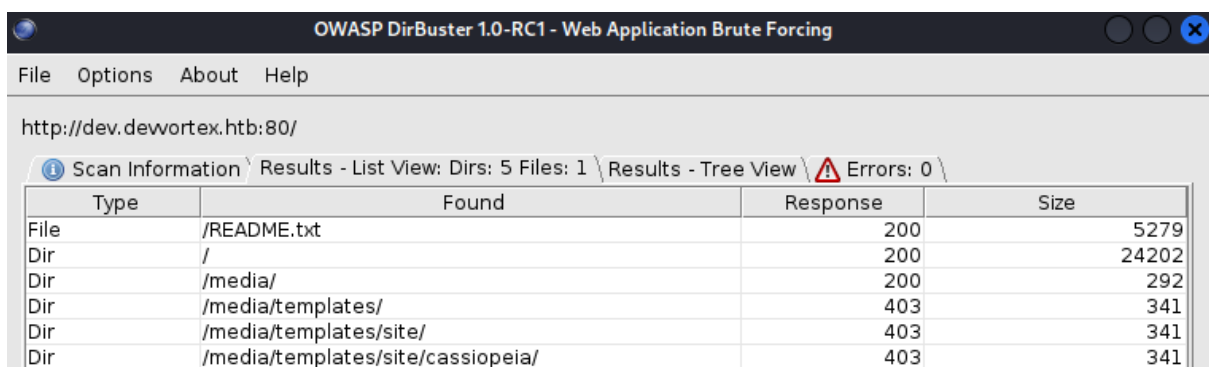 OWASP DirBuster 1.0-RC1 - Web Application Brute Forcing
File Options About Help
http://dev.devvortex.htb:80/
Scan Information Results - List View: Dirs: 5 Files: 1 Results - Tree View Errors: 0
Type Found Response Size
File /README.txt 200 5279
Dir / 200 24202
Dir /media/ 200 292
Dir /media/templates/ 403 341
Dir /media/templates/site/ 403 341
Dir /media/templates/site/cassiopeia/ 403 341